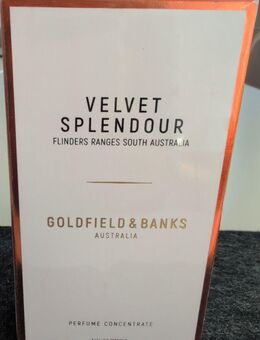 VELVET
SPLENDOUR
FLINDERS RANGES SOUTH AUSTRALIA
GOLDFIELD & BANKS
AUSTRALIA
PERFUME CONCENTRATE